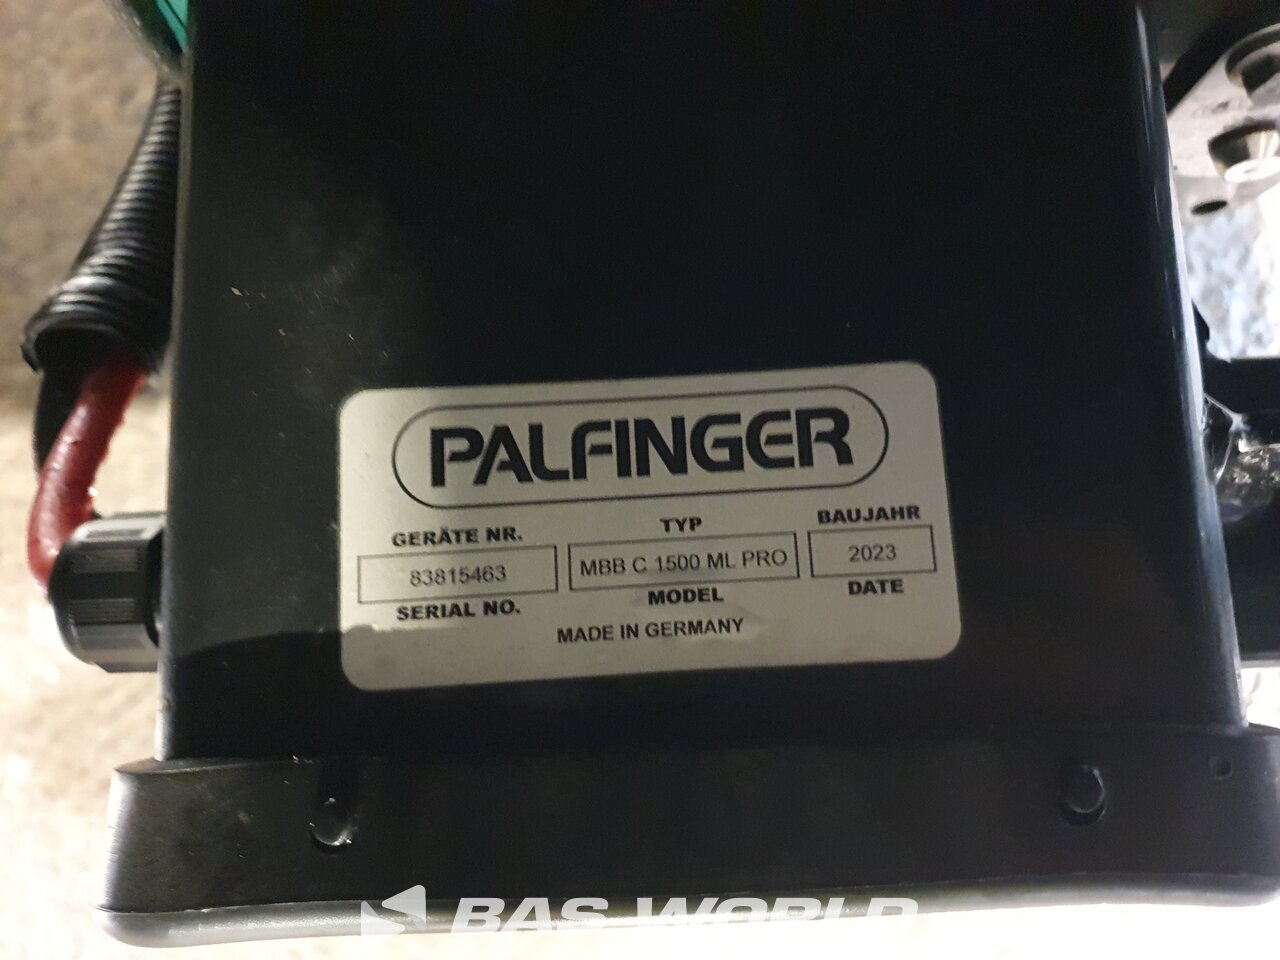 PALFINGER
GERÄTE NR. TYP BAUJAHR
83815463 MBB C 1500 ML PRO 2023
SERIAL NO. MODEL DATE
MADE IN GERMANY
BAS WORLD